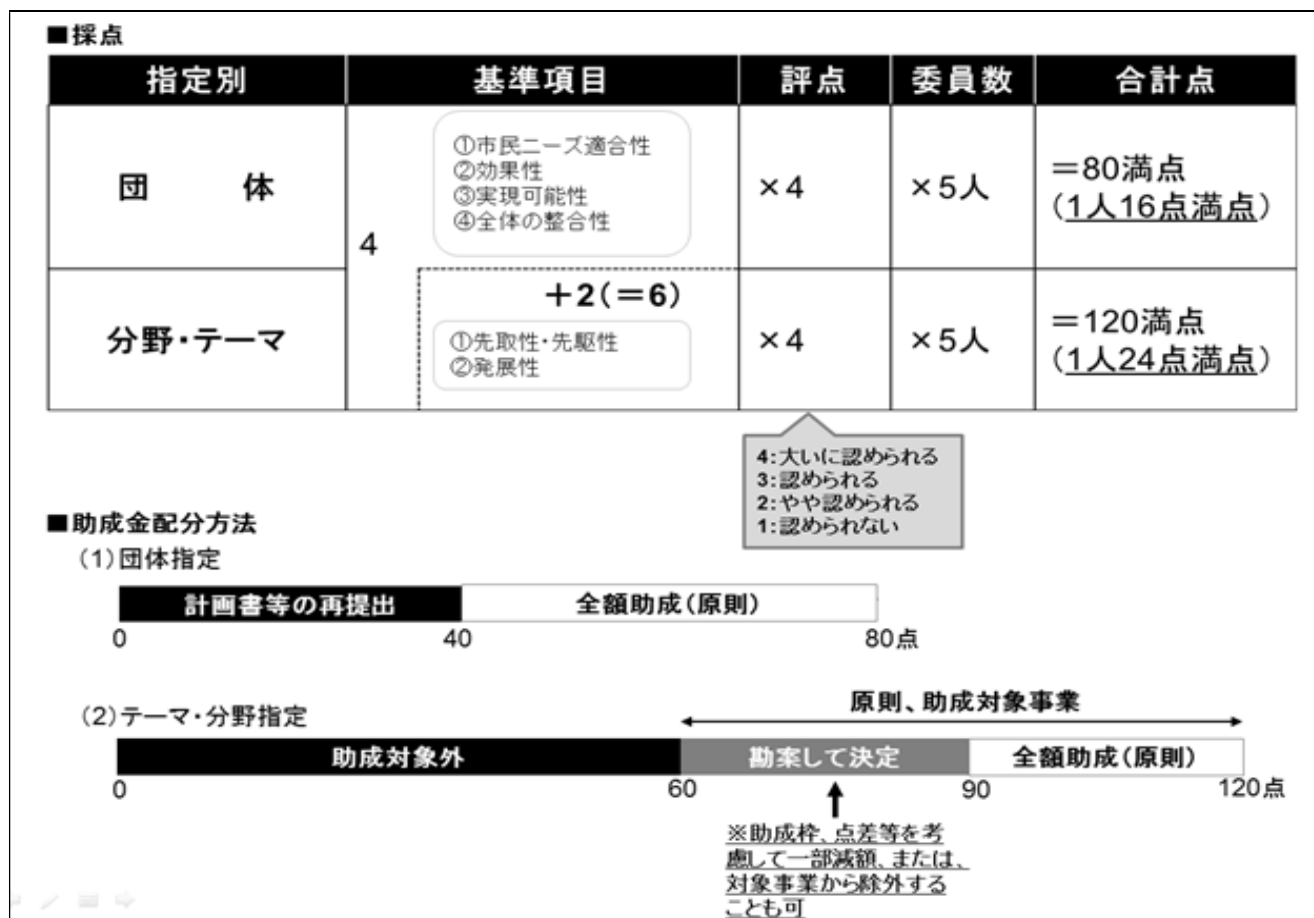 ■採点
指定別 基準項目 評点 委員数 合計点
団 体
4
①市民ニーズ適合性
②効果性
③実現可能性
④全体の整合性
×4
×5人
＝80満点
(1人16点満点)
分野・テーマ
＋2(＝6)
①先取性・先駆性
②発展性
×4
×5人
＝120満点
(1人24点満点)
4:大いに認められる
3:認められる
2:やや認められる
1:認められない
■助成金配分方法
(1)団体指定
計画書等の再提出 全額助成(原則)
0 40 80点
原則、助成対象事業
(2)テーマ・分野指定
助成対象外 勘案して決定 全額助成(原則)
0 60 90 120点
※助成枠、点差等を考
慮して一部減額、または、
対象事業から除外する
ことも可